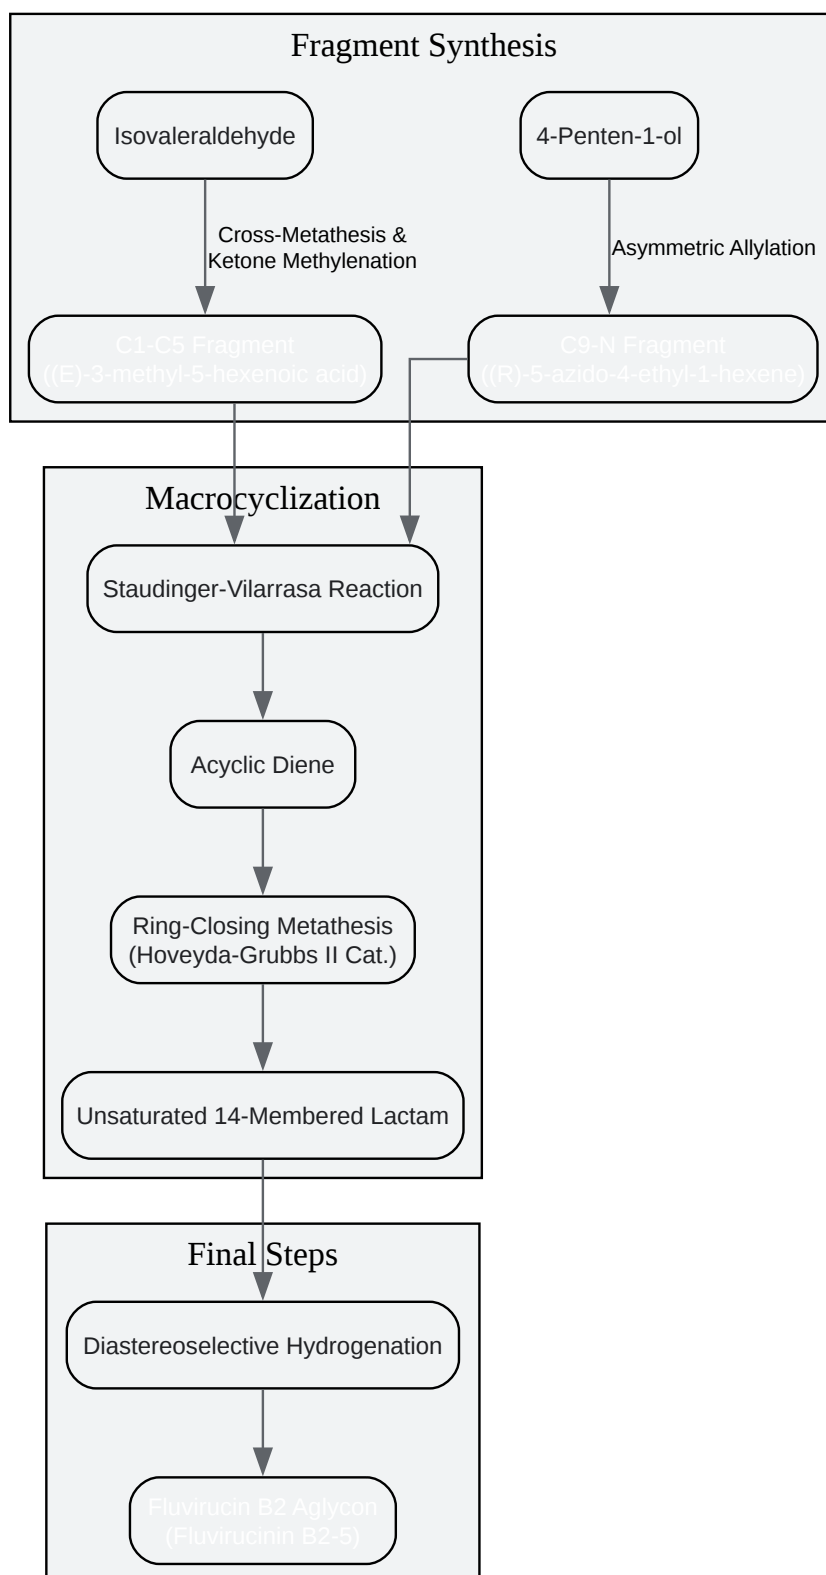 Fragment Synthesis
Isovaleraldehyde
4-Penten-1-ol
Cross-Metathesis &
Ketone Methylenation
Asymmetric Allylation
C1-C5 Fragment
((E)-3-methyl-5-hexenoic acid)
C9-N Fragment
((R)-5-azido-4-ethyl-1-hexene)
Macrocyclization
Staudinger-Vilarrasa Reaction
Acyclic Diene
Ring-Closing Metathesis
(Hoveyda-Grubbs II Cat.)
Unsaturated 14-Membered Lactam
Final Steps
Diastereoselective Hydrogenation
Fluvirucin B2 Aglycon
(Fluvirucinin B2-5)